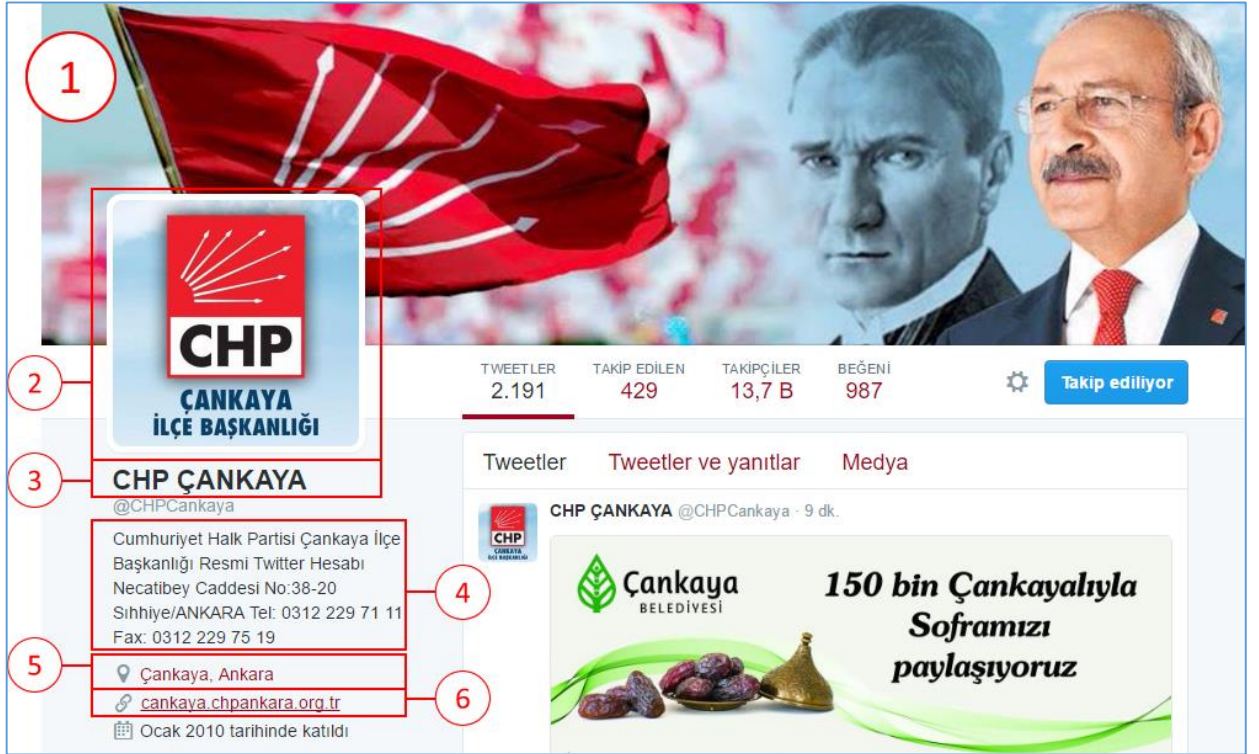 1
CHP
ÇANKAYA
İLÇE BAŞKANLIĞI
2
TWEETLER
2.191
TAKİP EDİLEN
429
TAKİPÇİLER
13,7 B
BEĞENİ
987
Takip ediliyor
3
CHP ÇANKAYA
@CHPCankaya
Cumhuriyet Halk Partisi Çankaya İlçe
Başkanlığı Resmi Twitter Hesabı
Necatibey Caddesi No:38-20
Sıhhiye/ANKARA Tel: 0312 229 71 11
Fax: 0312 229 75 19
4
5
Çankaya, Ankara
cankaya.chpankara.org.tr
6
Ocak 2010 tarihinde katıldı
Tweetler Tweetler ve yanıtlar Medya
CHP ÇANKAYA @CHPCankaya · 9 dk.
CHP
ÇANKAYA
İLÇE BAŞKANLIĞI
Çankaya
BELEDİYESİ
150 bin Çankayalıyla
Soframızı
paylaşıyoruz